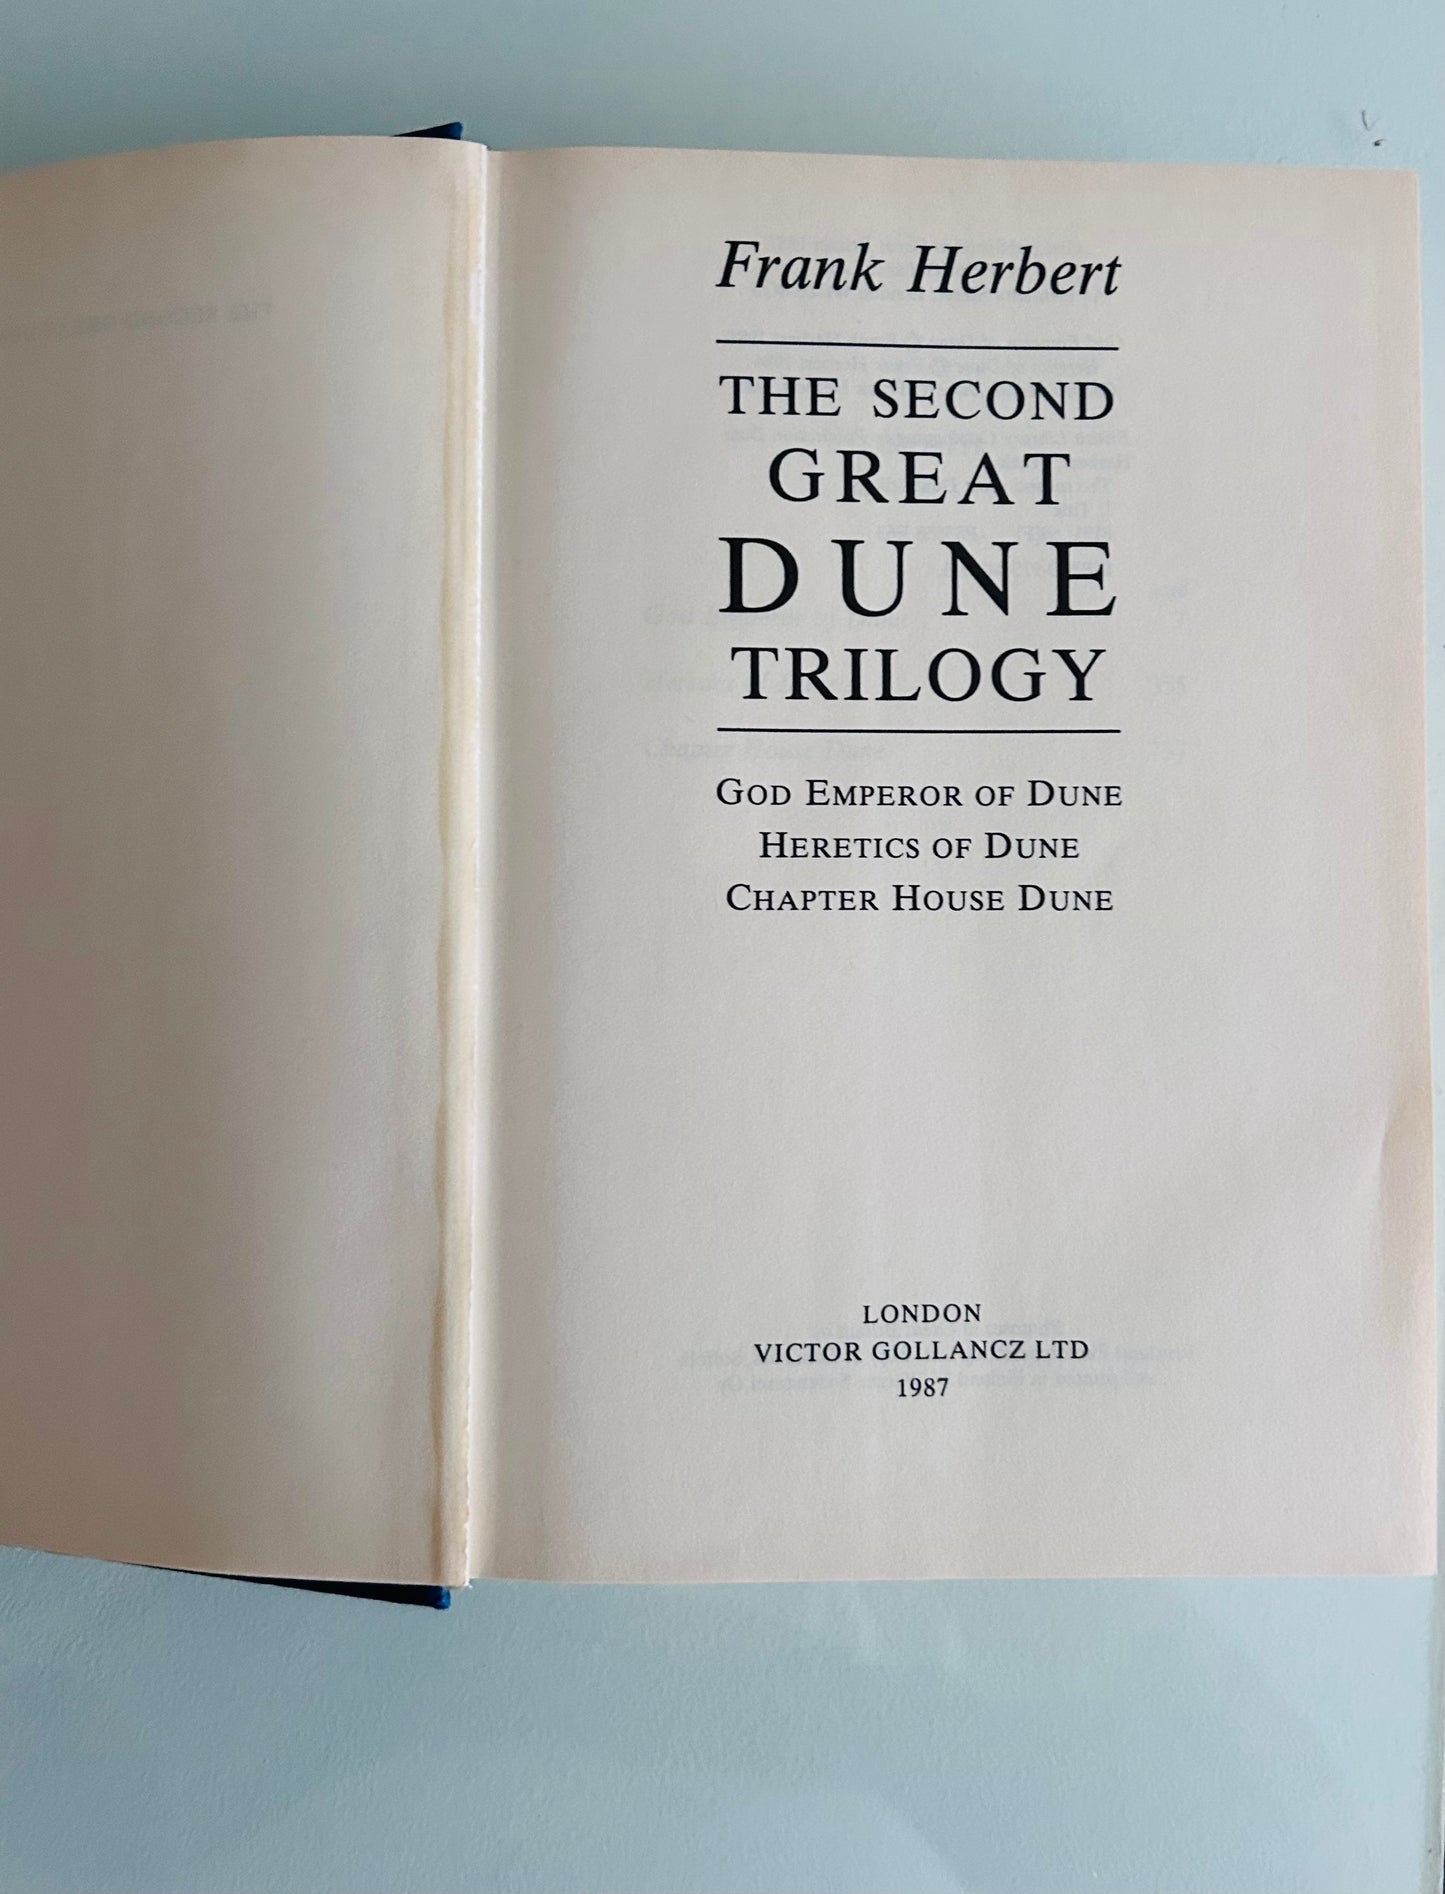 Frank Herbert
THE SECOND
GREAT
DUNE
TRILOGY
GOD EMPEROR OF DUNE
HERETICS OF DUNE
CHAPTER HOUSE DUNE
LONDON
VICTOR GOLLANCZ LTD
1987